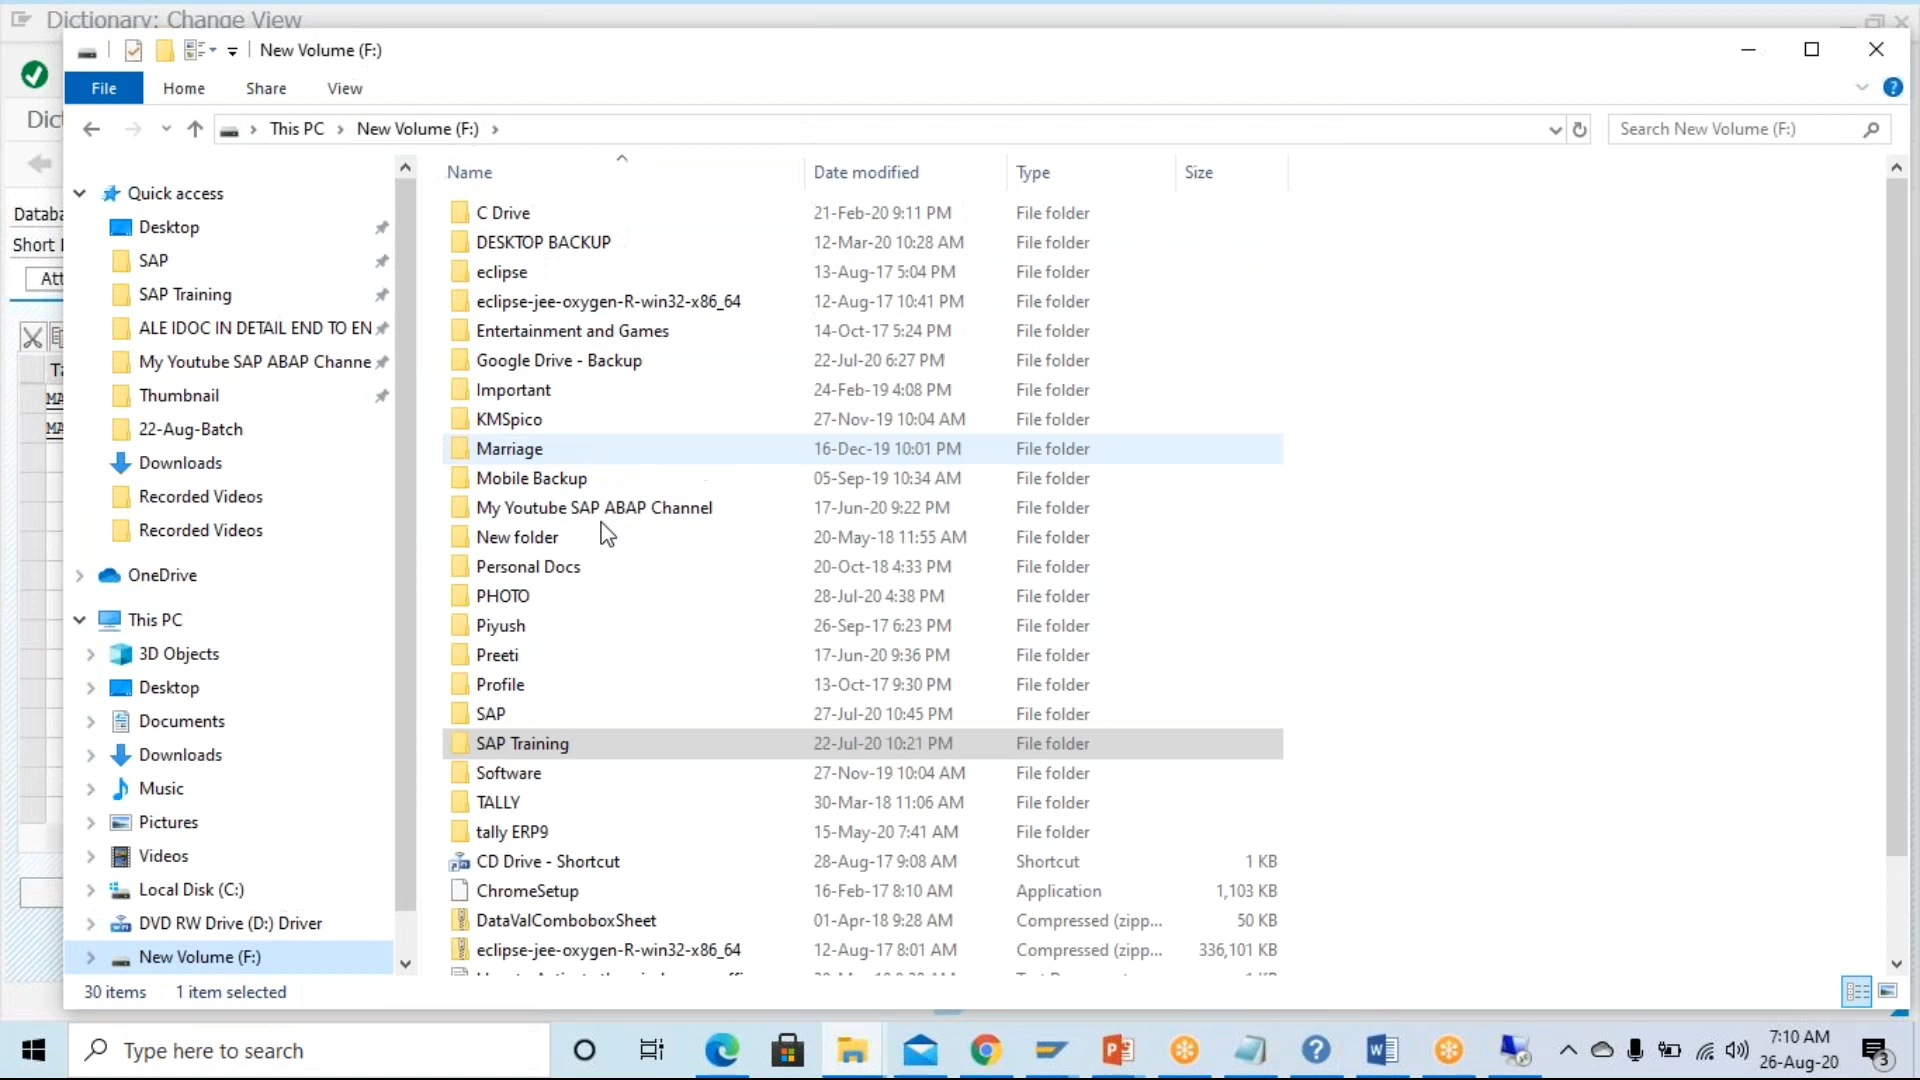 Dictionary: Change View
New Volume (F:)
File Home Share View
Dict
This PC > New Volume (F:) >
Search New Volume (F:)
Name Date modified Type Size
Databa
Short
Att
Quick access
Desktop
SAP
SAP Training
ALE IDOC IN DETAIL END TO EN
My Youtube SAP ABAP Channe
Thumbnail
22-Aug-Batch
Downloads
Recorded Videos
Recorded Videos
OneDrive
This PC
3D Objects
Desktop
Documents
Downloads
Music
Pictures
Videos
Local Disk (C:)
DVD RW Drive (D:) Driver
New Volume (F:)
C Drive 21-Feb-20 9:11 PM File folder
DESKTOP BACKUP 12-Mar-20 10:28 AM File folder
eclipse 13-Aug-17 5:04 PM File folder
eclipse-jee-oxygen-R-win32-x86_64 12-Aug-17 10:41 PM File folder
Entertainment and Games 14-Oct-17 5:24 PM File folder
Google Drive - Backup 22-Jul-20 6:27 PM File folder
Important 24-Feb-19 4:08 PM File folder
KMSpico 27-Nov-19 10:04 AM File folder
Marriage 16-Dec-19 10:01 PM File folder
Mobile Backup 05-Sep-19 10:34 AM File folder
My Youtube SAP ABAP Channel 17-Jun-20 9:22 PM File folder
New folder 20-May-18 11:55 AM File folder
Personal Docs 20-Oct-18 4:33 PM File folder
PHOTO 28-Jul-20 4:38 PM File folder
Piyush 26-Sep-17 6:23 PM File folder
Preeti 17-Jun-20 9:36 PM File folder
Profile 13-Oct-17 9:30 PM File folder
SAP 27-Jul-20 10:45 PM File folder
SAP Training 22-Jul-20 10:21 PM File folder
Software 27-Nov-19 10:04 AM File folder
TALLY 30-Mar-18 11:06 AM File folder
tally ERP9 15-May-20 7:41 AM File folder
CD Drive - Shortcut 28-Aug-17 9:08 AM Shortcut 1 KB
ChromeSetup 16-Feb-17 8:10 AM Application 1,103 KB
DataValComboboxSheet 01-Apr-18 9:28 AM Compressed (zipp... 50 KB
eclipse-jee-oxygen-R-win32-x86_64 12-Aug-17 8:01 AM Compressed (zipp... 336,101 KB
30 items 1 item selected
Type here to search
7:10 AM
26-Aug-20
3